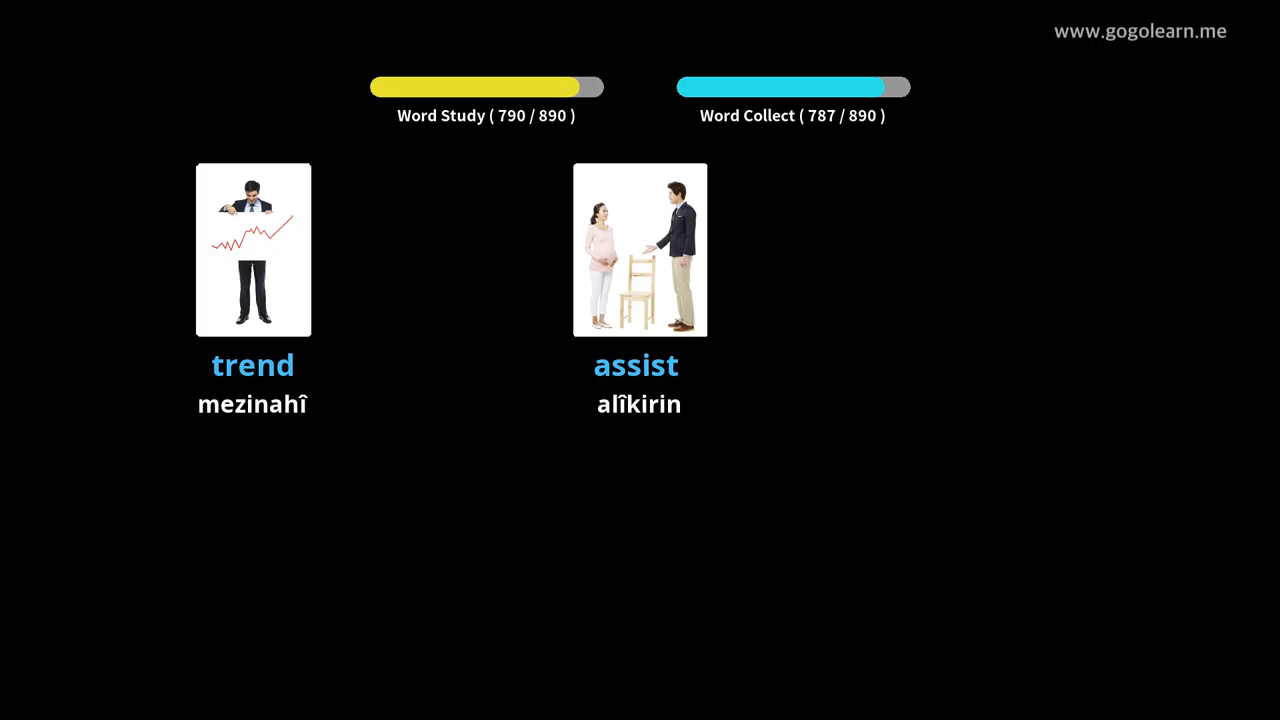 www.gogolearn.me
Word Study ( 790 / 890 )
Word Collect ( 787 / 890 )
trend
mezinahî
assist
alîkirin